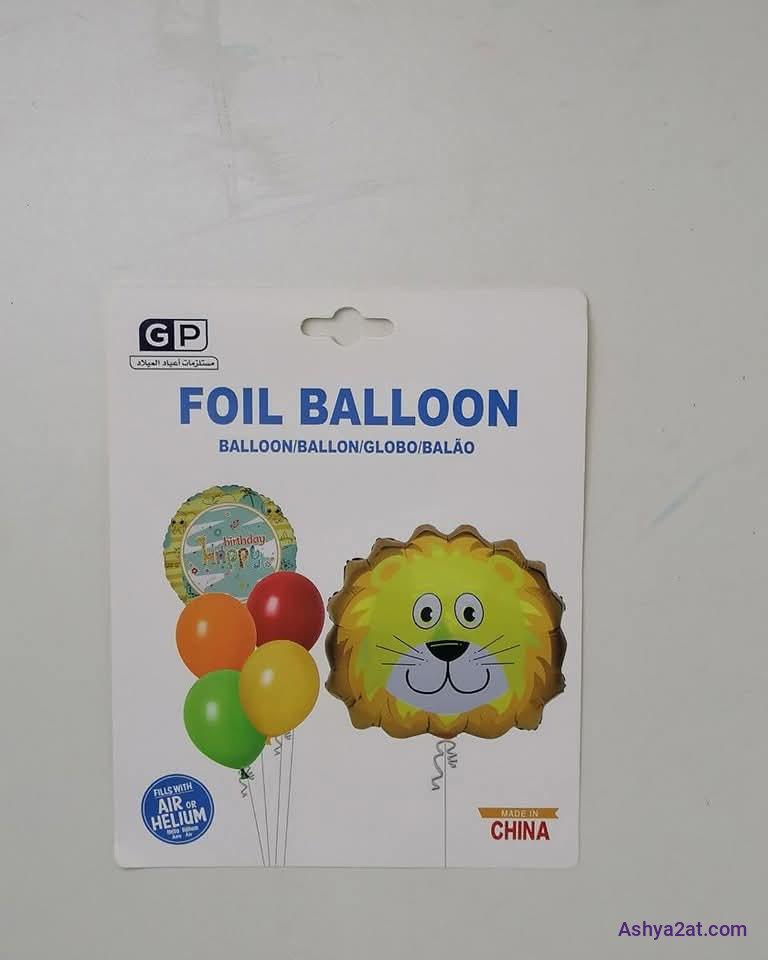 GP
مستلزمات أعياد الميلاد
FOIL BALLOON
BALLOON/BALLON/GLOBO/BALÃO
birthday
Happy
FILLS WITH
AIR OR
HELIUM
MADE IN
CHINA
Ashya2at.com